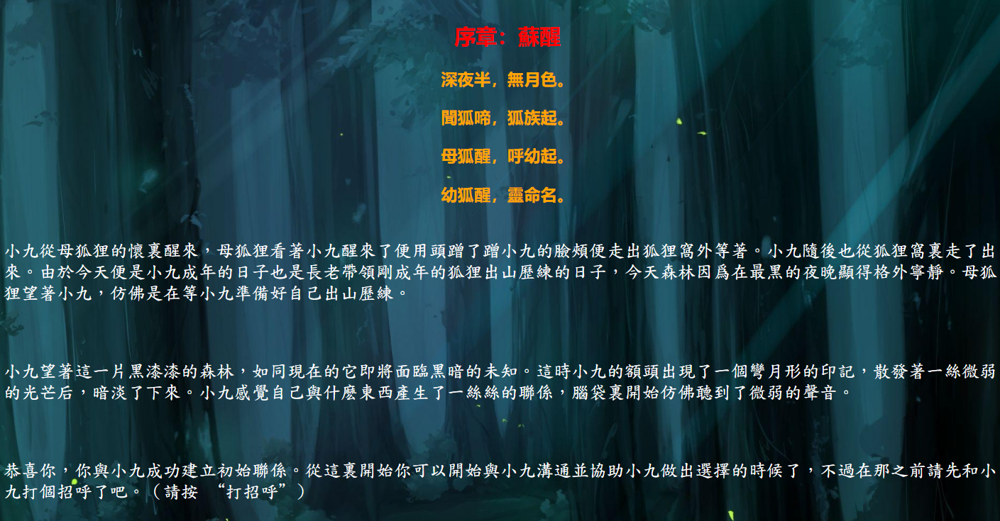 序章：蘇醒
深夜半，無月色。
聞狐啼，狐族起。
母狐醒，呼幼起。
幼狐醒，靈命名。
小九從母狐狸的懷裏醒來，母狐狸看著小九醒來了便用頭蹭了蹭小九的臉頰便走出狐狸窩外等著。小九隨後也從狐狸窩裏走了出
來。由於今天便是小九成年的日子也是長老帶領剛成年的狐狸出山歷練的日子，今天森林因爲在最黑的夜晚顯得格外寧靜。母狐
狸望著小九，仿佛是在等小九準備好自己出山歷練。
小九望著這一片黑漆漆的森林，如同現在的它即將面臨黑暗的未知。這時小九的額頭出現了一個彎月形的印記，散發著一絲微弱
的光芒后，暗淡了下來。小九感覺自己與什麽東西產生了一絲絲的聯係，腦袋裏開始仿佛聽到了微弱的聲音。
恭喜你，你與小九成功建立初始聯係。從這裏開始你可以開始與小九溝通並協助小九做出選擇的時候了，不過在那之前請先和小
九打個招呼了吧。（請按 “打招呼”）